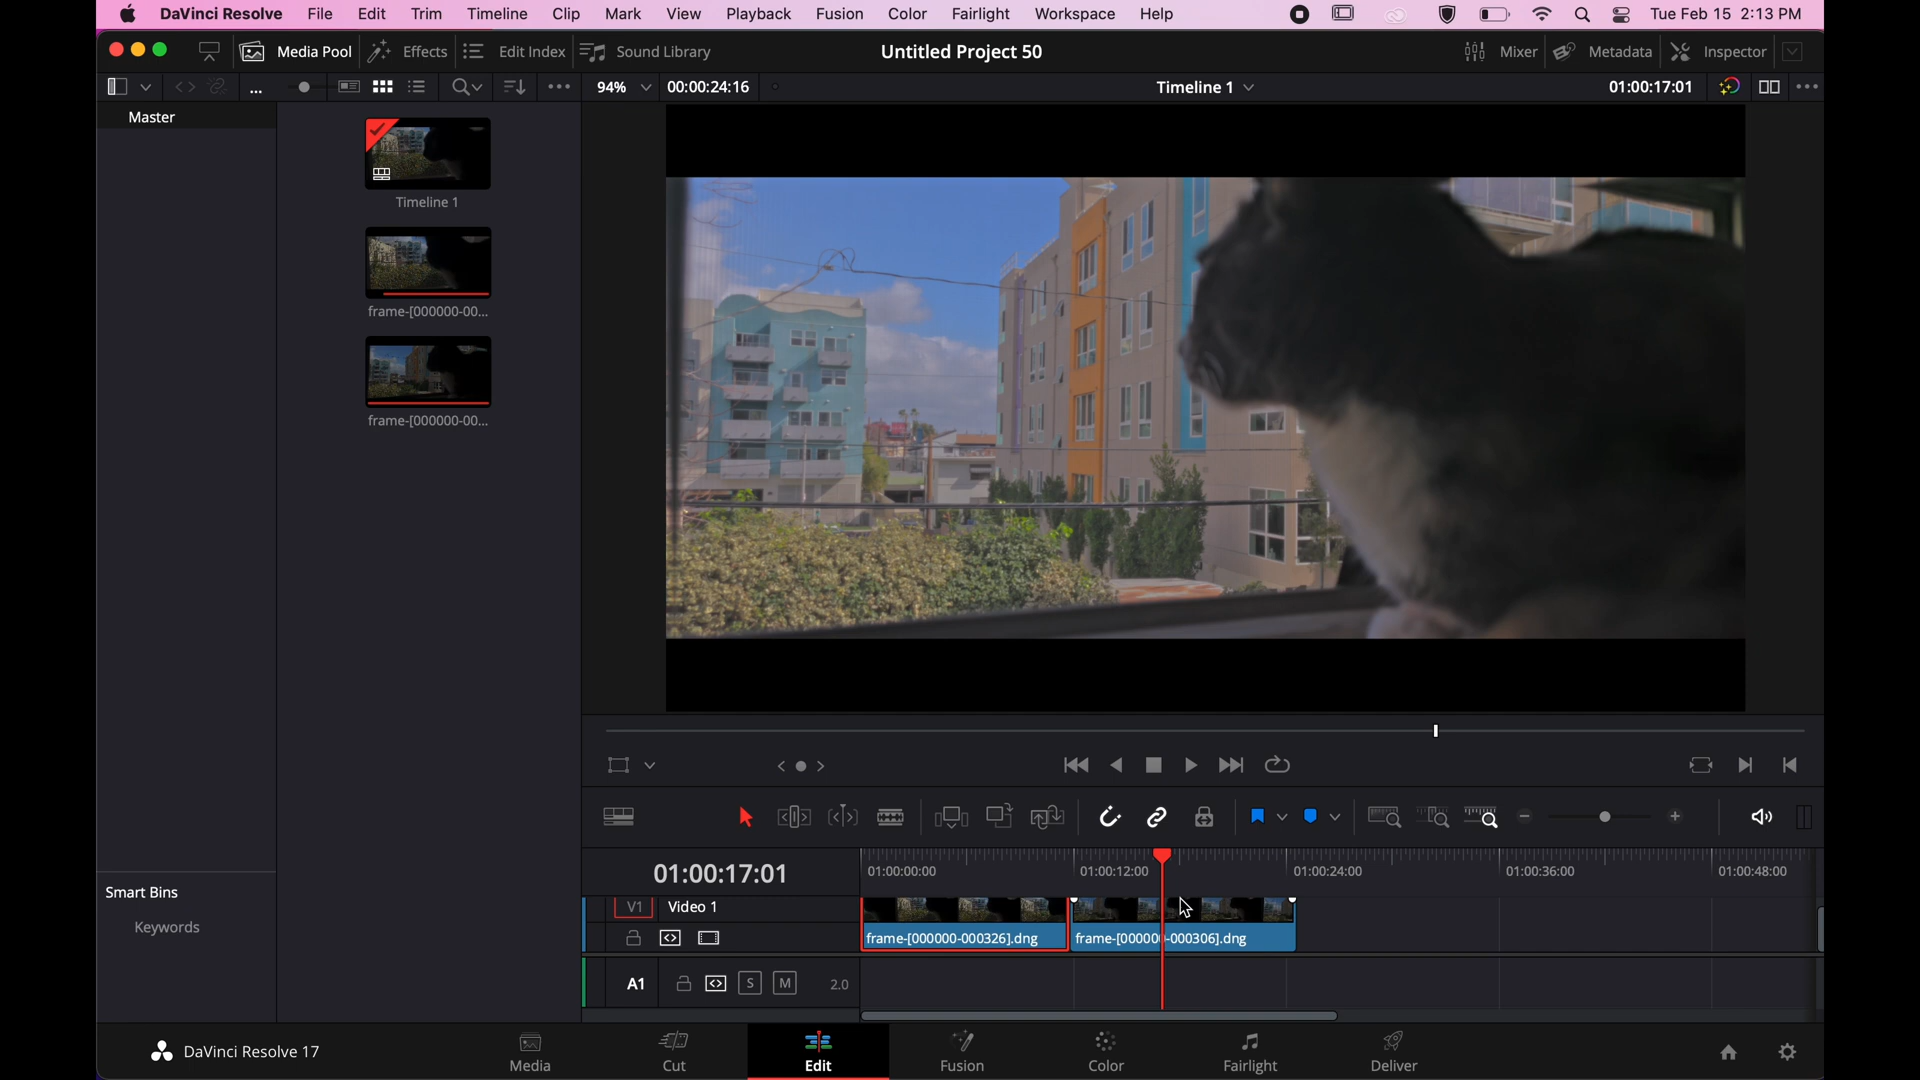 DaVinci Resolve File Edit Trim Timeline Clip Mark View Playback Fusion Color Fairlight Workspace Help Tue Feb 15 2:13 PM
Media Pool Effects Edit Index Sound Library Untitled Project 50 Mixer Metadata Inspector
94% 00:00:24:16 Timeline 1 01:00:17:01
Master
Timeline 1
frame-[000000-00...
frame-[000000-00...
01:00:17:01 01:00:00:00 01:00:12:00 01:00:24:00 01:00:36:00 01:00:48:00
Smart Bins
V1 Video 1
Keywords
frame-[000000-000326].dng frame-[000000-000306].dng
A1 S M 2.0
DaVinci Resolve 17 Media Cut Edit Fusion Color Fairlight Deliver